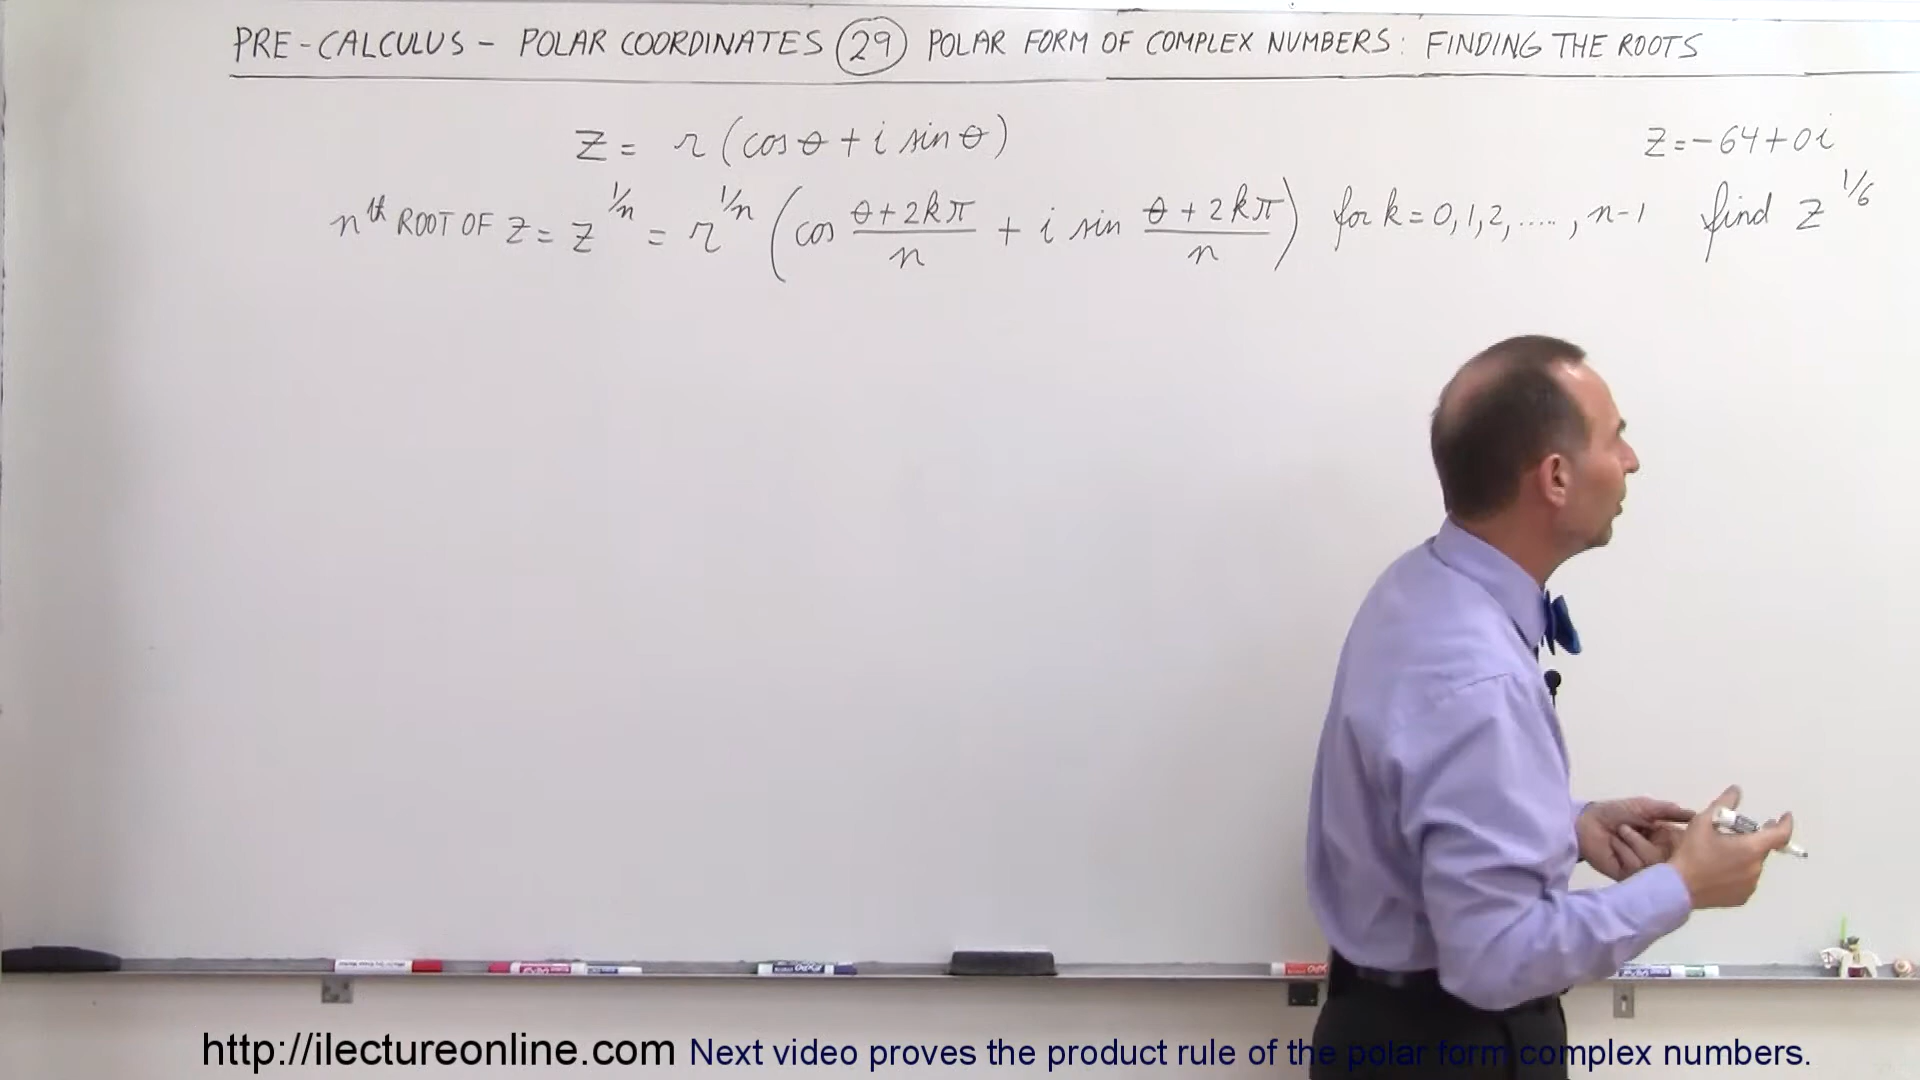 PRE-CALCULUS - POLAR COORDINATES 29 POLAR FORM OF COMPLEX NUMBERS: FINDING THE ROOTS
z = r (cos θ + i sin θ)
z = -64 + 0i
nth ROOT OF z = z^1/n = r^1/n (cos (θ+2kπ)/n + i sin (θ+2kπ)/n) for k = 0, 1, 2, ....., n-1
find z^1/6
http://ilectureonline.com Next video proves the product rule of the polar form complex numbers.